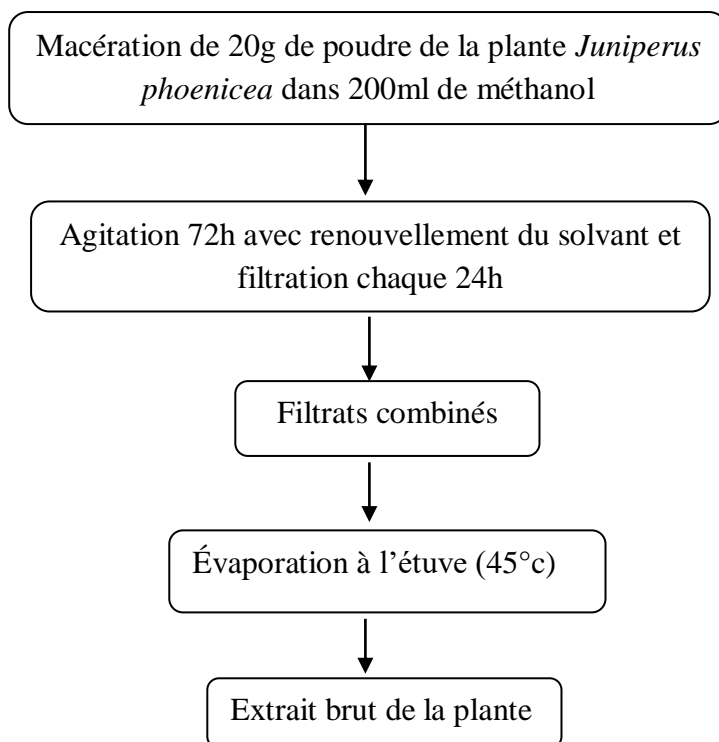 Macération de 20g de poudre de la plante Juniperus
phoenicea dans 200ml de méthanol
Agitation 72h avec renouvellement du solvant et
filtration chaque 24h
Filtrats combinés
Évaporation à l’étuve (45°c)
Extrait brut de la plante